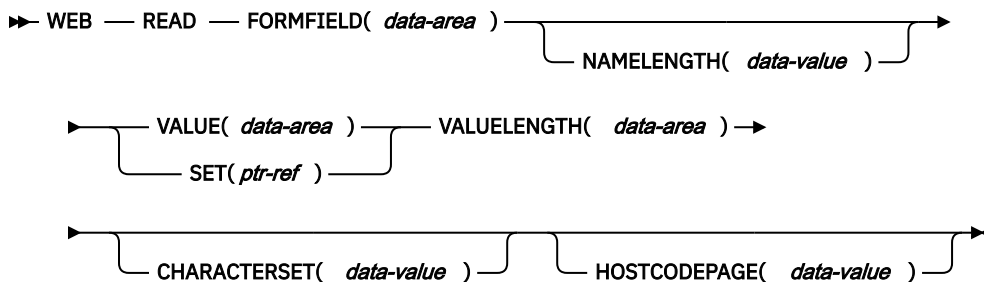 WEB READ FORMFIELD( data-area )
NAMELENGTH( data-value )
VALUE( data-area ) VALUELENGTH( data-area )
SET( ptr-ref )
CHARACTERSET( data-value ) HOSTCODEPAGE( data-value )